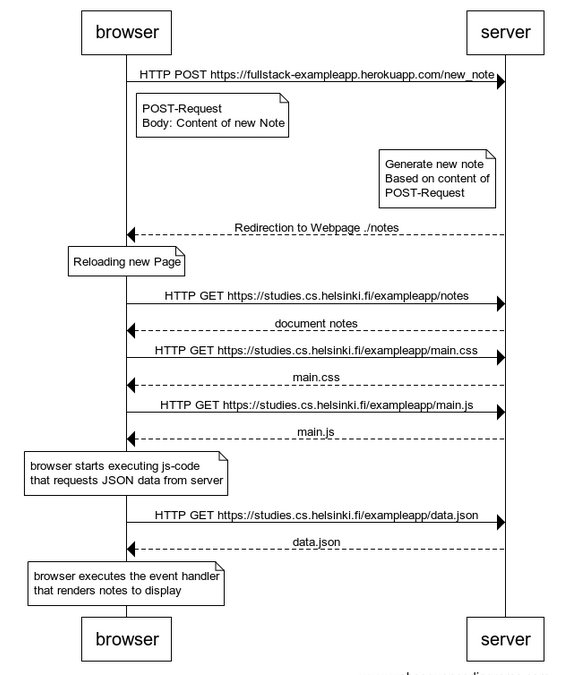 browser
server
HTTP POST https://fullstack-exampleapp.herokuapp.com/new_note
POST-Request
Body: Content of new Note
Generate new note
Based on content of
POST-Request
Redirection to Webpage ./notes
Reloading new Page
HTTP GET https://studies.cs.helsinki.fi/exampleapp/notes
document notes
HTTP GET https://studies.cs.helsinki.fi/exampleapp/main.css
main.css
HTTP GET https://studies.cs.helsinki.fi/exampleapp/main.js
main.js
browser starts executing js-code
that requests JSON data from server
HTTP GET https://studies.cs.helsinki.fi/exampleapp/data.json
data.json
browser executes the event handler
that renders notes to display
browser
server